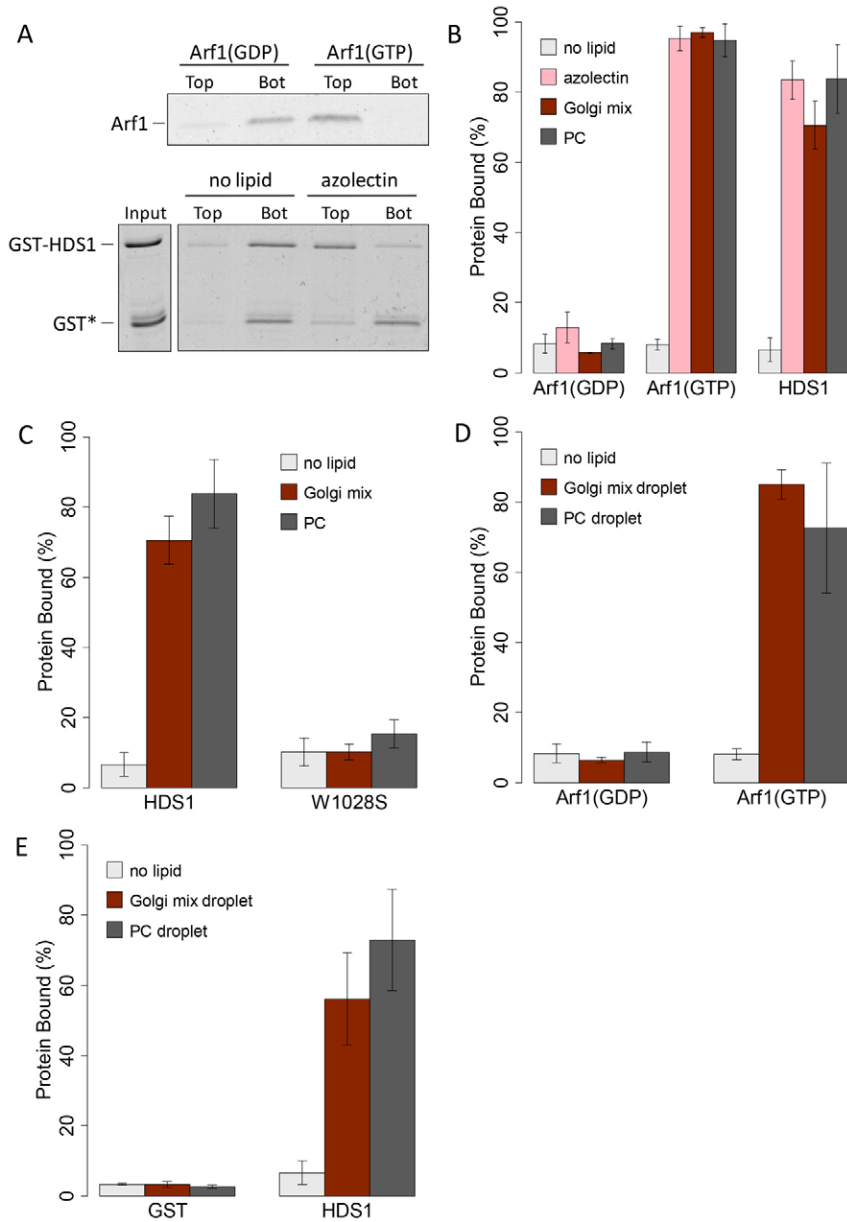 A
Arf1(GDP) Arf1(GTP)
Top Bot Top Bot
Arf1
no lipid azolectin
Input Top Bot Top Bot
GST-HDS1
GST*
B
Protein Bound (%)
0 20 40 60 80 100
no lipid
azolectin
Golgi mix
PC
Arf1(GDP) Arf1(GTP) HDS1
C
Protein Bound (%)
0 20 40 60 80 100
no lipid
Golgi mix
PC
HDS1 W1028S
D
Protein Bound (%)
0 20 40 60 80 100
no lipid
Golgi mix droplet
PC droplet
Arf1(GDP) Arf1(GTP)
E
Protein Bound (%)
0 20 40 60 80 100
no lipid
Golgi mix droplet
PC droplet
GST HDS1